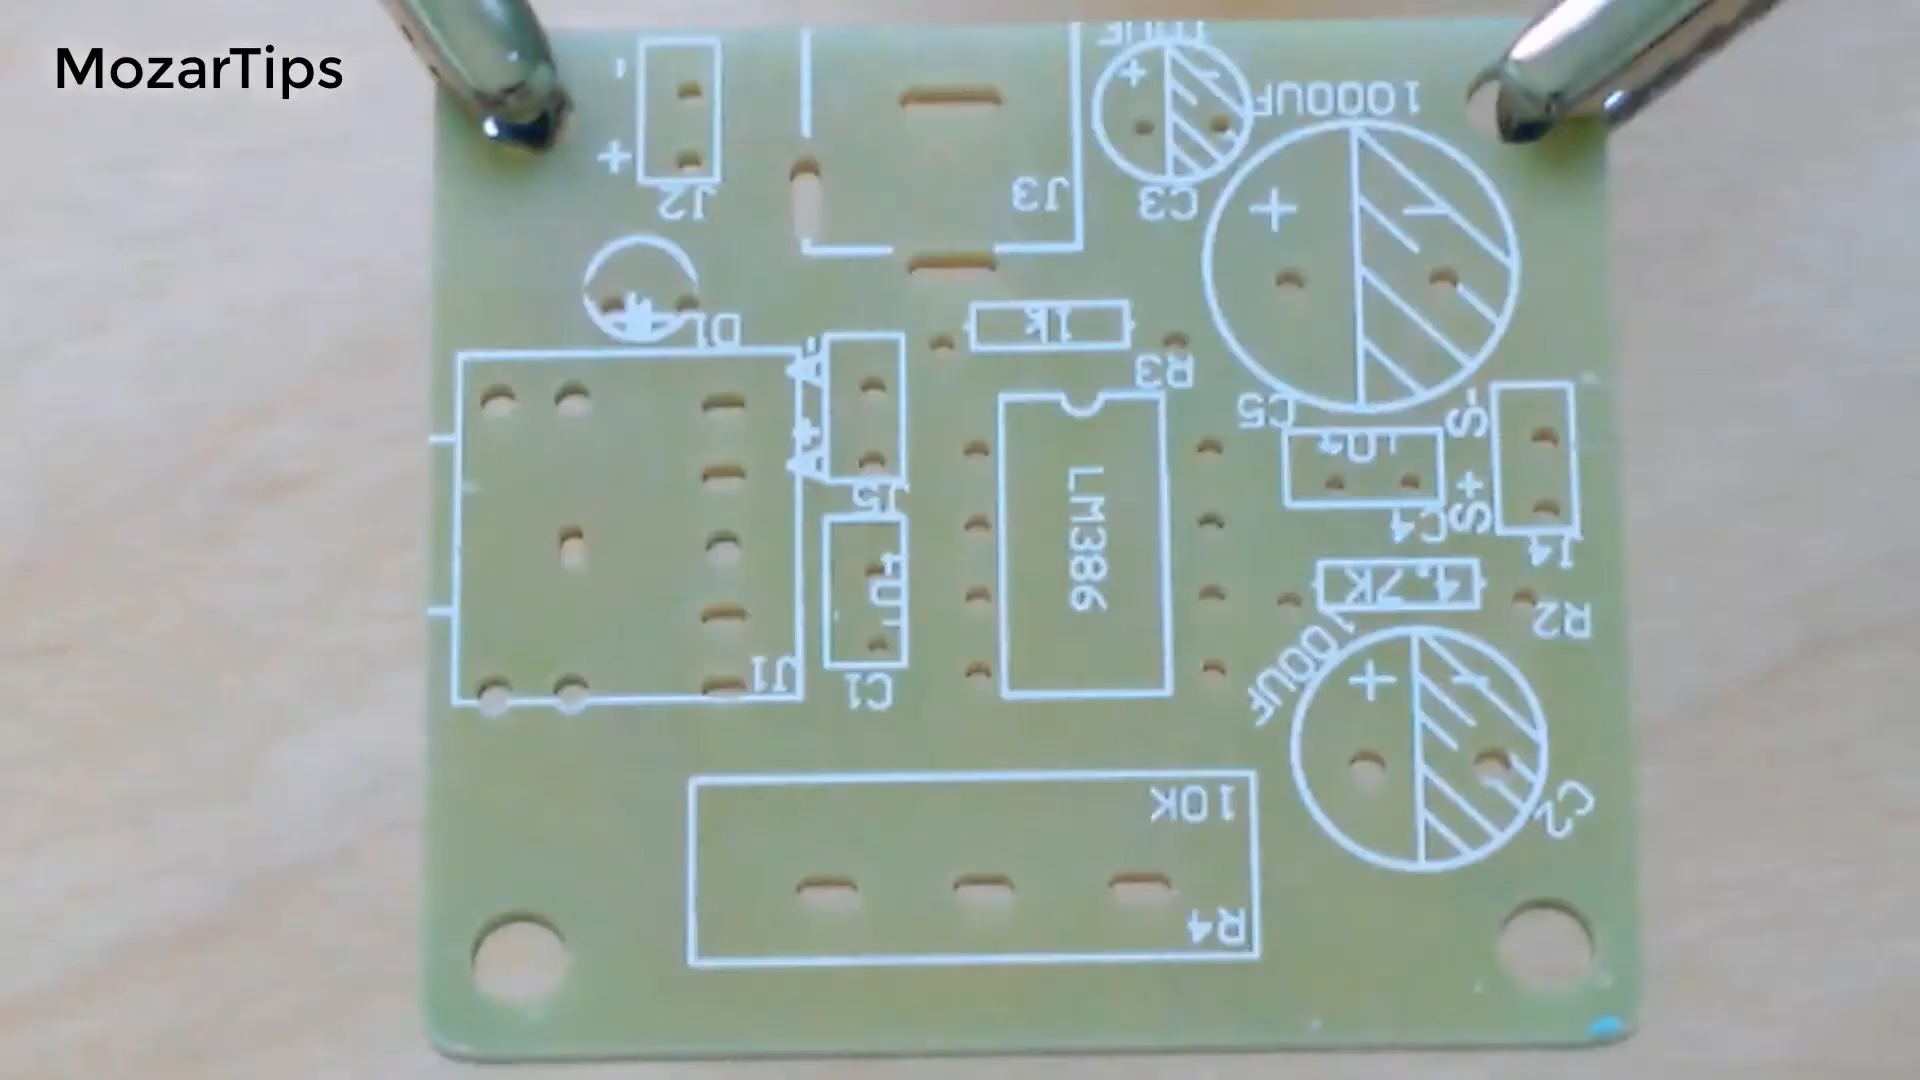 MozarTips
10UF
-
+
1000UF
+
-
+
-
J2
J3
C3
D1
1k
R3
A-
A+
C5
LM386
S-
S+
J5
C4
J4
4.7K
R2
100UF
J1
C1
+
-
10K
C2
R4